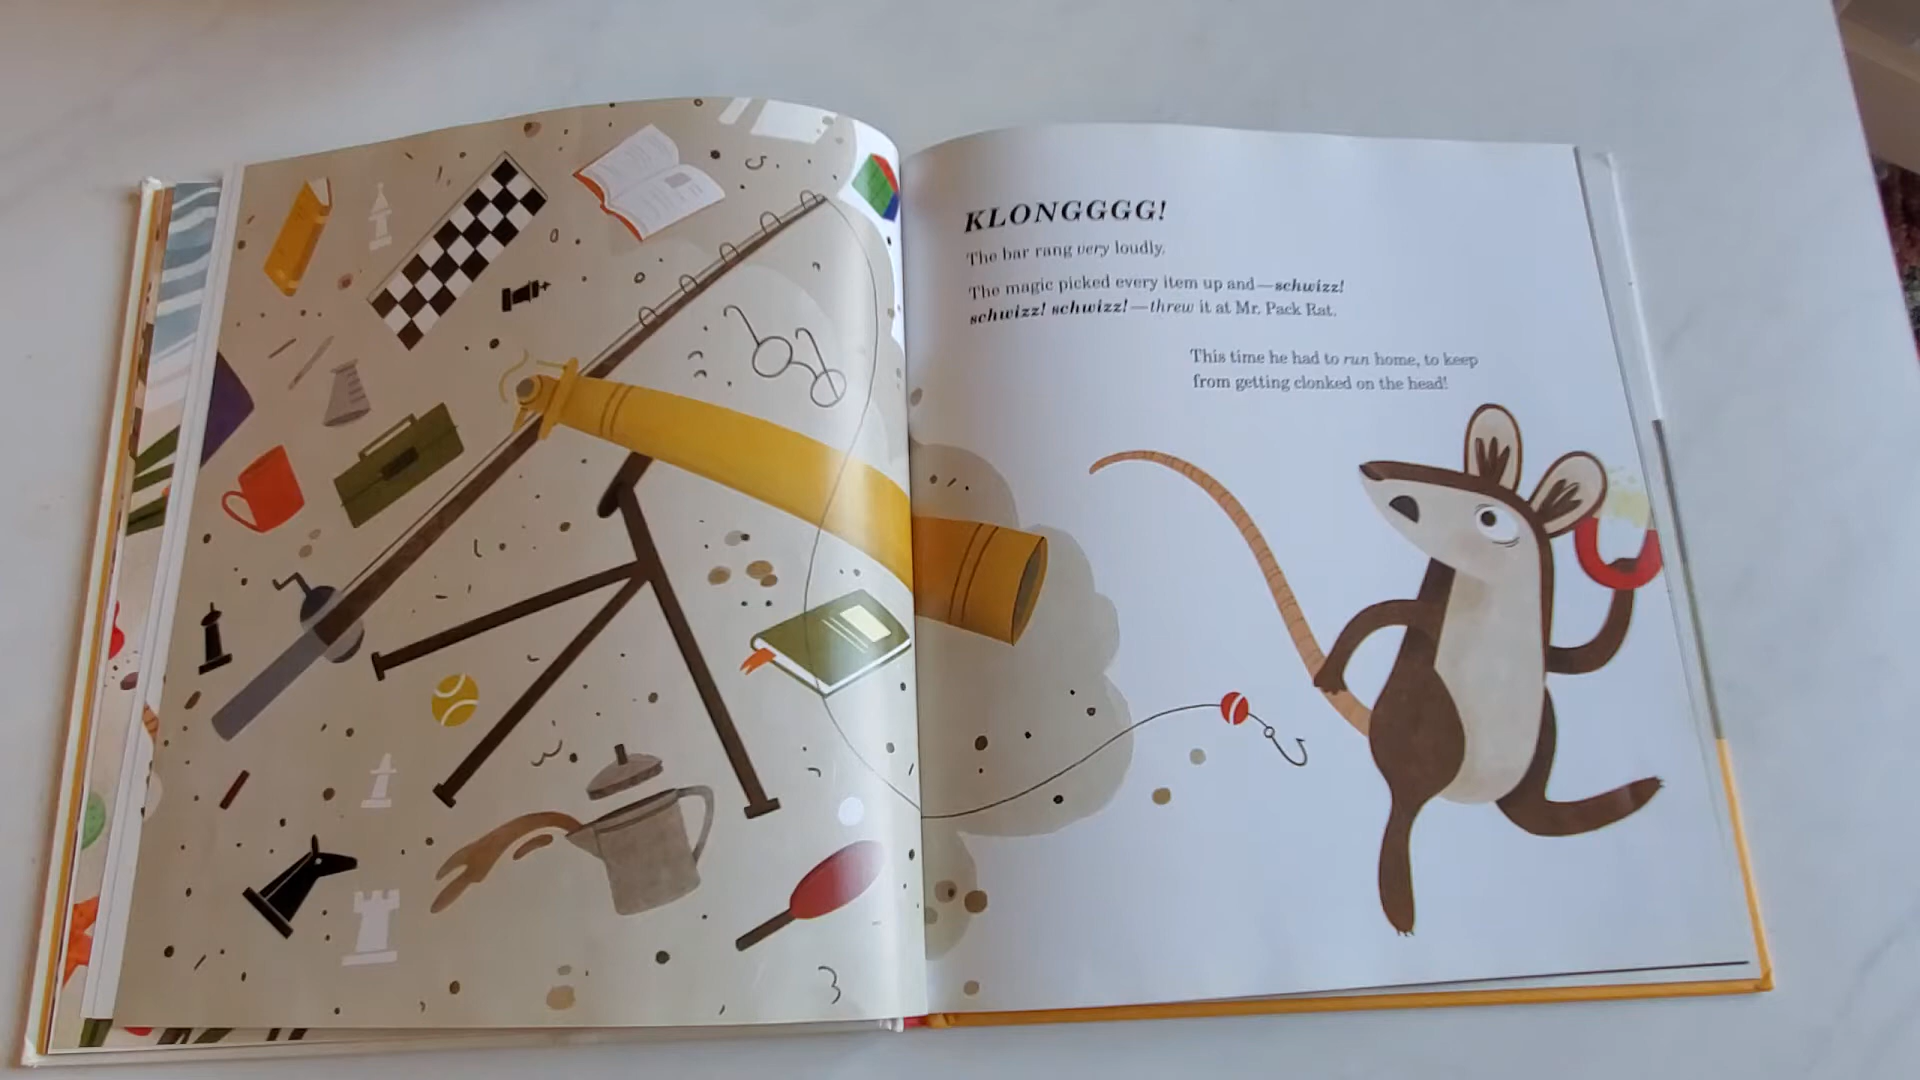 KLONGGGG!
The bar rang very loudly.
The magic picked every item up and—schwizz!
schwizz! schwizz!—threw it at Mr. Pack Rat.
This time he had to run home, to keep
from getting clonked on the head!